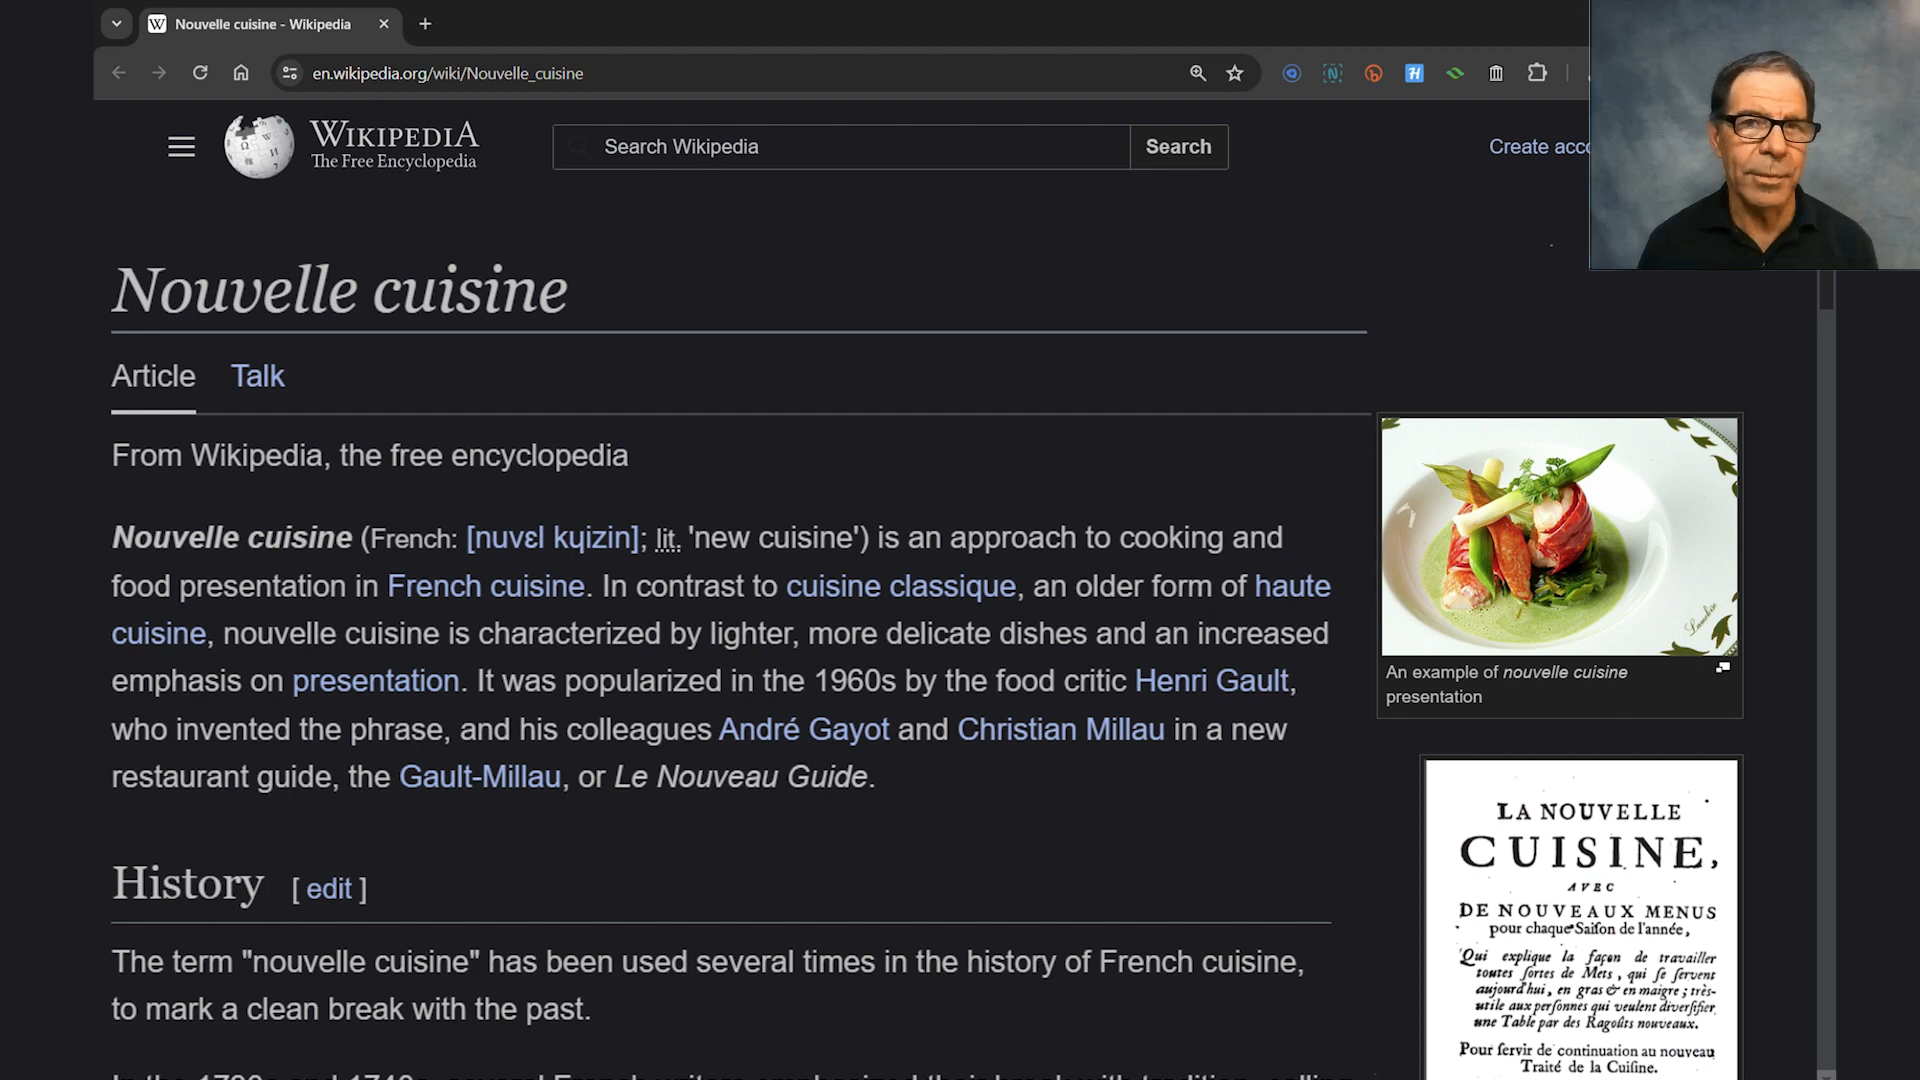 Nouvelle cuisine - Wikipedia
en.wikipedia.org/wiki/Nouvelle_cuisine
WIKIPEDIA
The Free Encyclopedia
Search Wikipedia
Search
Create acco
Nouvelle cuisine
Article Talk
From Wikipedia, the free encyclopedia
Nouvelle cuisine (French: [nuvɛl kɥizin]; lit. 'new cuisine') is an approach to cooking and
food presentation in French cuisine. In contrast to cuisine classique, an older form of haute
cuisine, nouvelle cuisine is characterized by lighter, more delicate dishes and an increased
emphasis on presentation. It was popularized in the 1960s by the food critic Henri Gault,
who invented the phrase, and his colleagues André Gayot and Christian Millau in a new
restaurant guide, the Gault-Millau, or Le Nouveau Guide.
History [ edit ]
The term "nouvelle cuisine" has been used several times in the history of French cuisine,
to mark a clean break with the past.
An example of nouvelle cuisine
presentation
LA NOUVELLE
CUISINE,
AVEC
DE NOUVEAUX MENUS
pour chaque Saiſon de l'année,
Qui explique la façon de travailler
toutes ſortes de Mets, qui ſe ſervent
aujourd'hui, en gras & en maigre ; très-
utile aux perſonnes qui veulent diverſifier
une Table par des Ragoûts nouveaux.
Pour ſervir de continuation au nouveau
Traité de la Cuiſine.